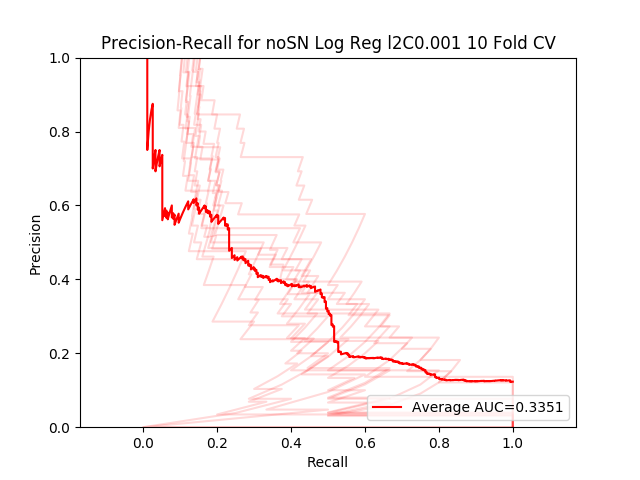 Precision-Recall for noSN Log Reg l2C0.001 10 Fold CV
1.0
0.8
0.6
0.4
0.2
0.0
Precision
0.0 0.2 0.4 0.6 0.8 1.0
Recall
Average AUC=0.3351